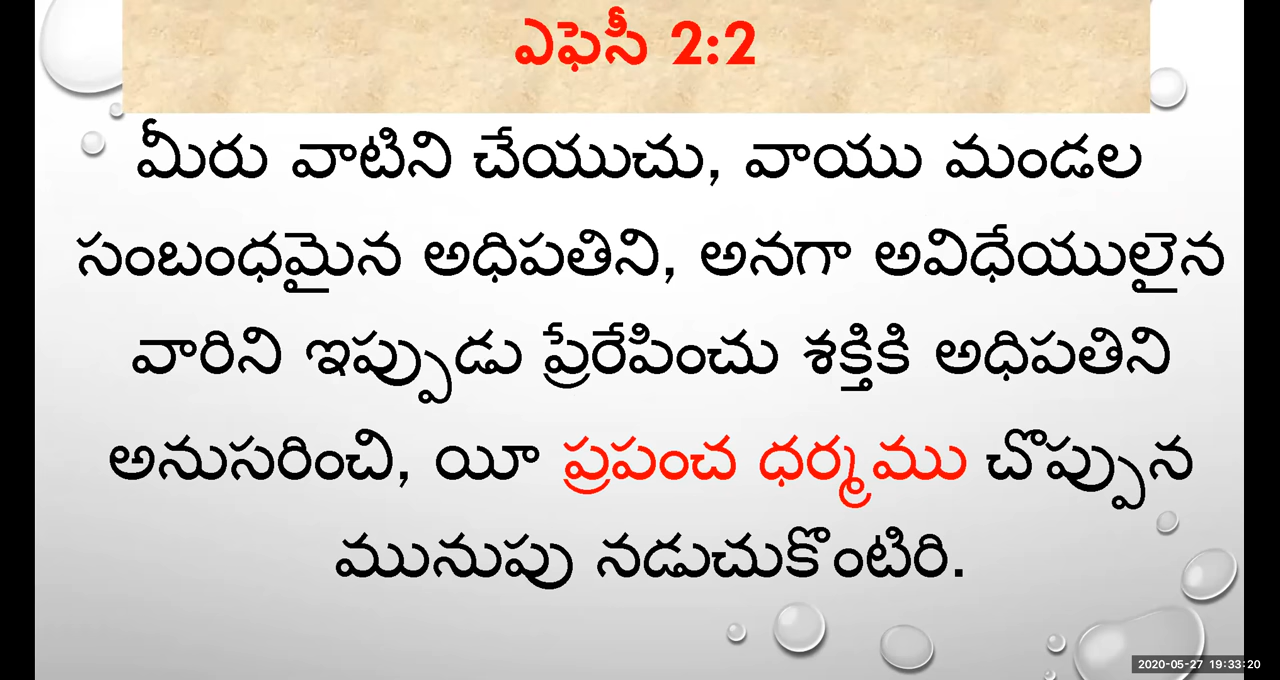 ఎఫెసీ 2:2
మీరు వాటిని చేయుచు, వాయు మండల
సంబంధమైన అధిపతిని, అనగా అవిధేయులైన
వారిని ఇప్పుడు ప్రేరేపించు శక్తికి అధిపతిని
అనుసరించి, యీ ప్రపంచ ధర్మము చొప్పున
మునుపు నడుచుకొంటిరి.
2020-05-27 19:33:20